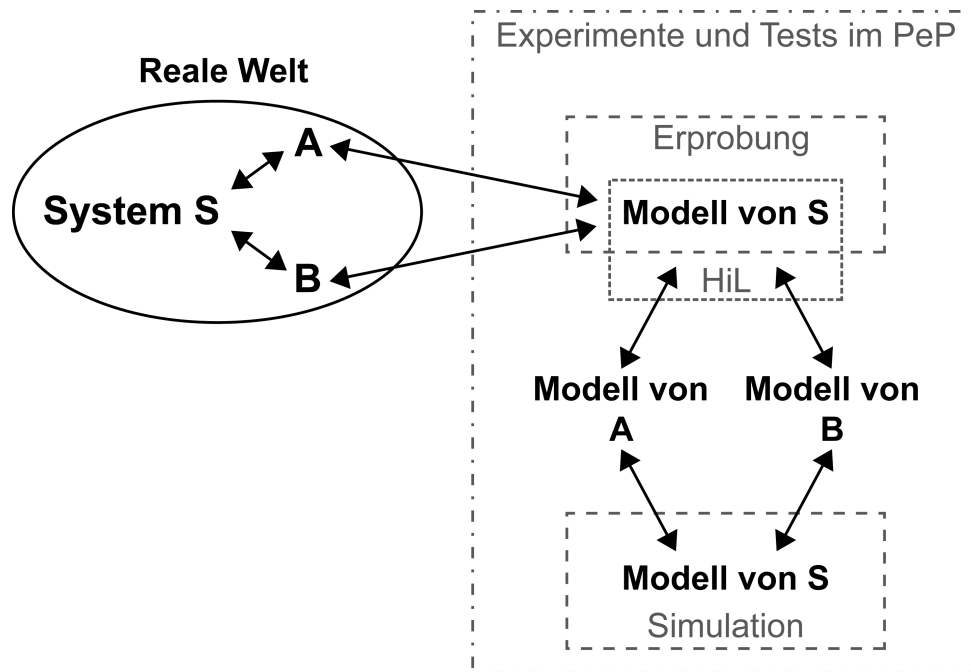 Experimente und Tests im PeP
Reale Welt
A
System S
B
Erprobung
Modell von S
HiL
Modell von
A
Modell von
B
Modell von S
Simulation